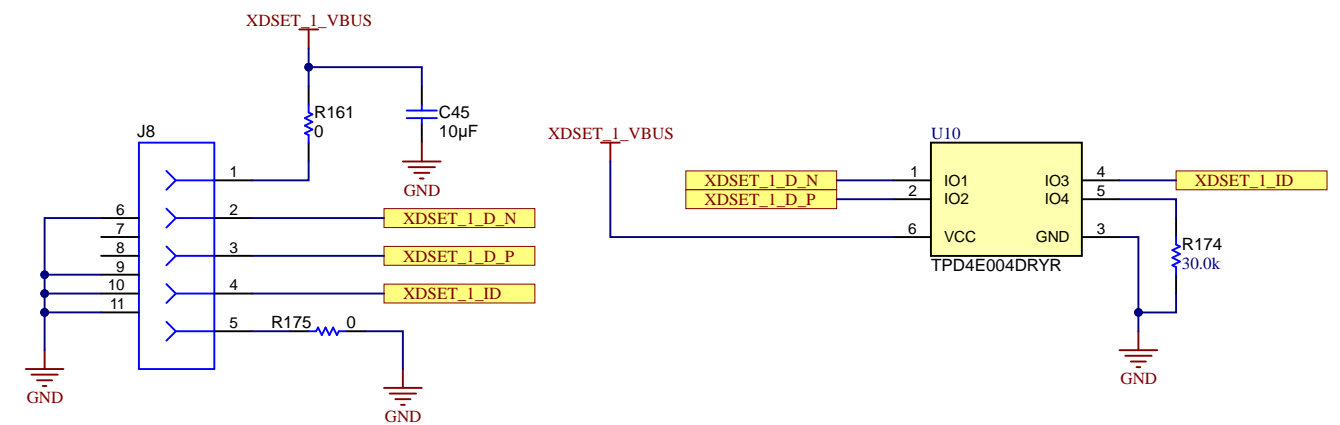 XDSET_1_VBUS
R161
0
C45
10µF
GND
J8
1
2
3
4
5
6
7
8
9
10
11
XDSET_1_D_N
XDSET_1_D_P
XDSET_1_ID
R175 0
GND
GND
XDSET_1_VBUS
U10
XDSET_1_D_N
XDSET_1_D_P
1
2
6
IO1
IO2
VCC
IO3
IO4
GND
4
5
3
TPD4E004DRYR
XDSET_1_ID
R174
30.0k
GND